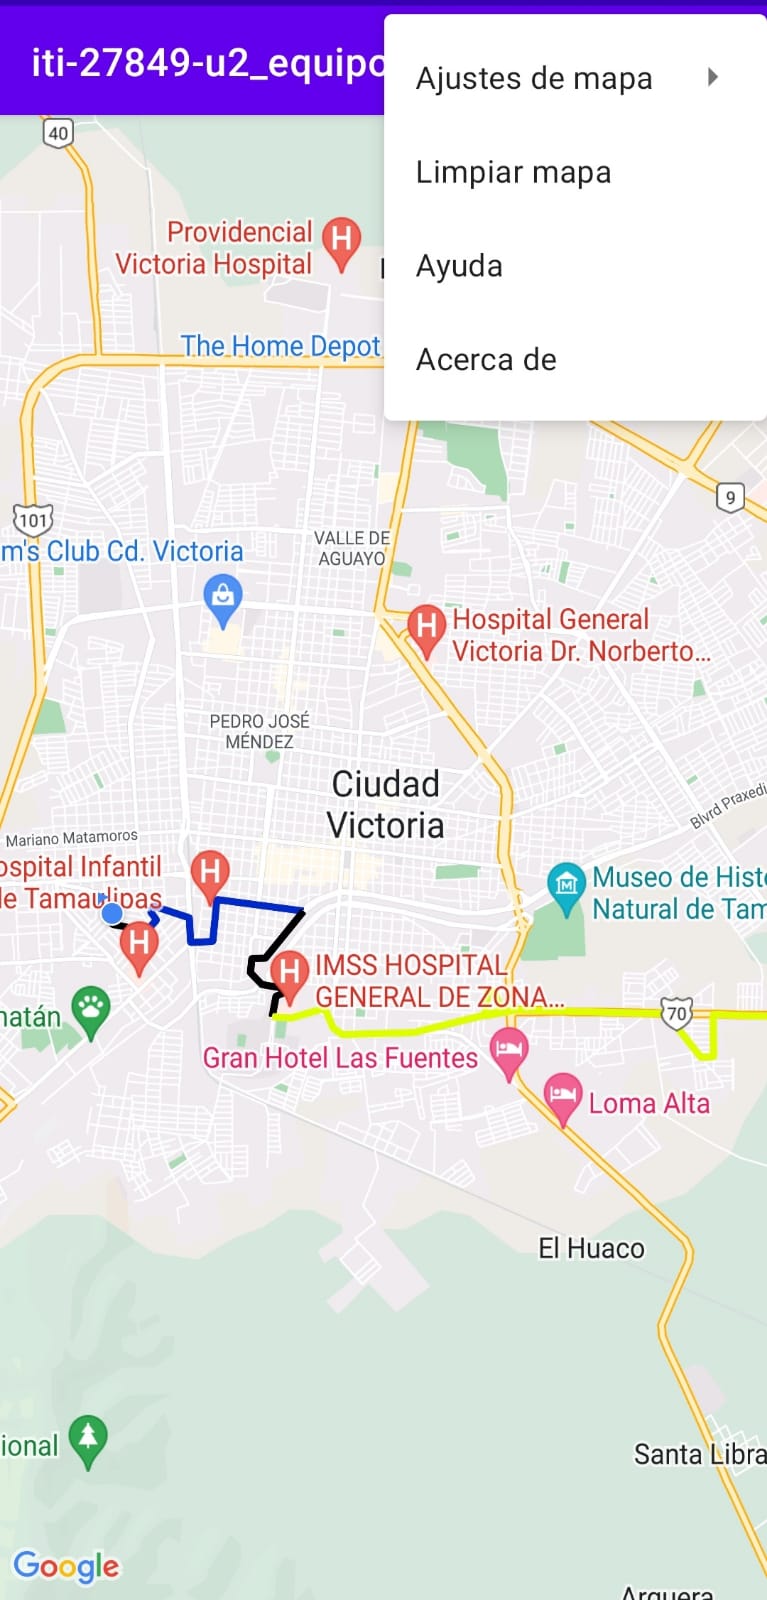 iti-27849-u2_equipo
Ajustes de mapa
Limpiar mapa
Ayuda
Acerca de
40
Providencial
Victoria Hospital
The Home Depot
9
101
m's Club Cd. Victoria
VALLE DE
AGUAYO
Hospital General
Victoria Dr. Norberto...
PEDRO JOSÉ
MÉNDEZ
Ciudad
Victoria
Blvrd Praxedi
Mariano Matamoros
ospital Infantil
de Tamaulipas
H
H
H
H
H
M
Museo de Histo
Natural de Tam
IMSS HOSPITAL
GENERAL DE ZONA...
natán
70
Gran Hotel Las Fuentes
Loma Alta
El Huaco
ional
Santa Libra
Google
Arguera